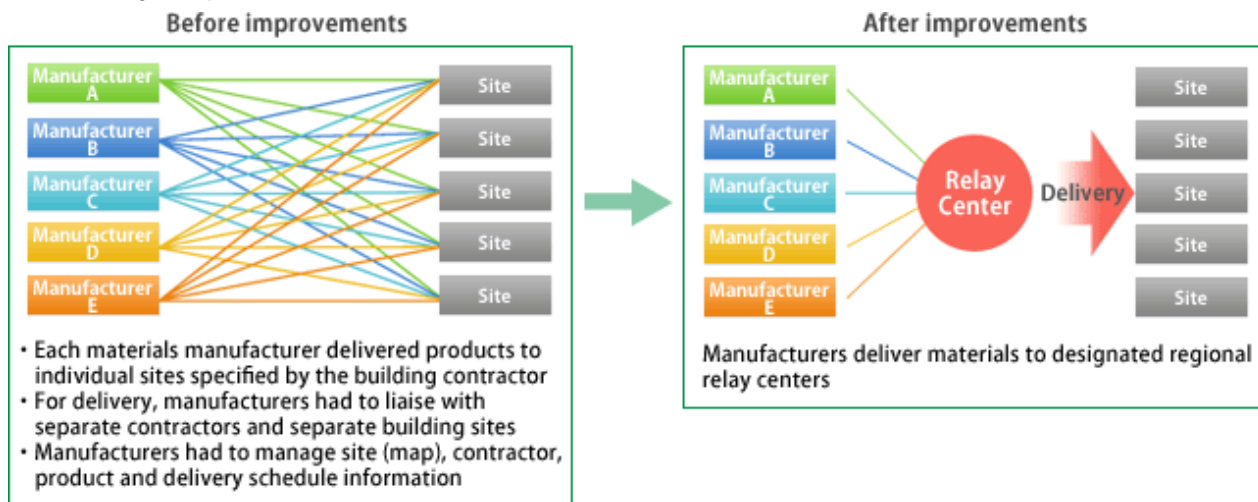 Before improvements
Manufacturer
A
Manufacturer
B
Manufacturer
C
Manufacturer
D
Manufacturer
E
Site
Site
Site
Site
Site
• Each materials manufacturer delivered products to
individual sites specified by the building contractor
• For delivery, manufacturers had to liaise with
separate contractors and separate building sites
• Manufacturers had to manage site (map), contractor,
product and delivery schedule information
After improvements
Manufacturer
A
Manufacturer
B
Manufacturer
C
Manufacturer
D
Manufacturer
E
Relay
Center
Delivery
Site
Site
Site
Site
Site
Manufacturers deliver materials to designated regional
relay centers